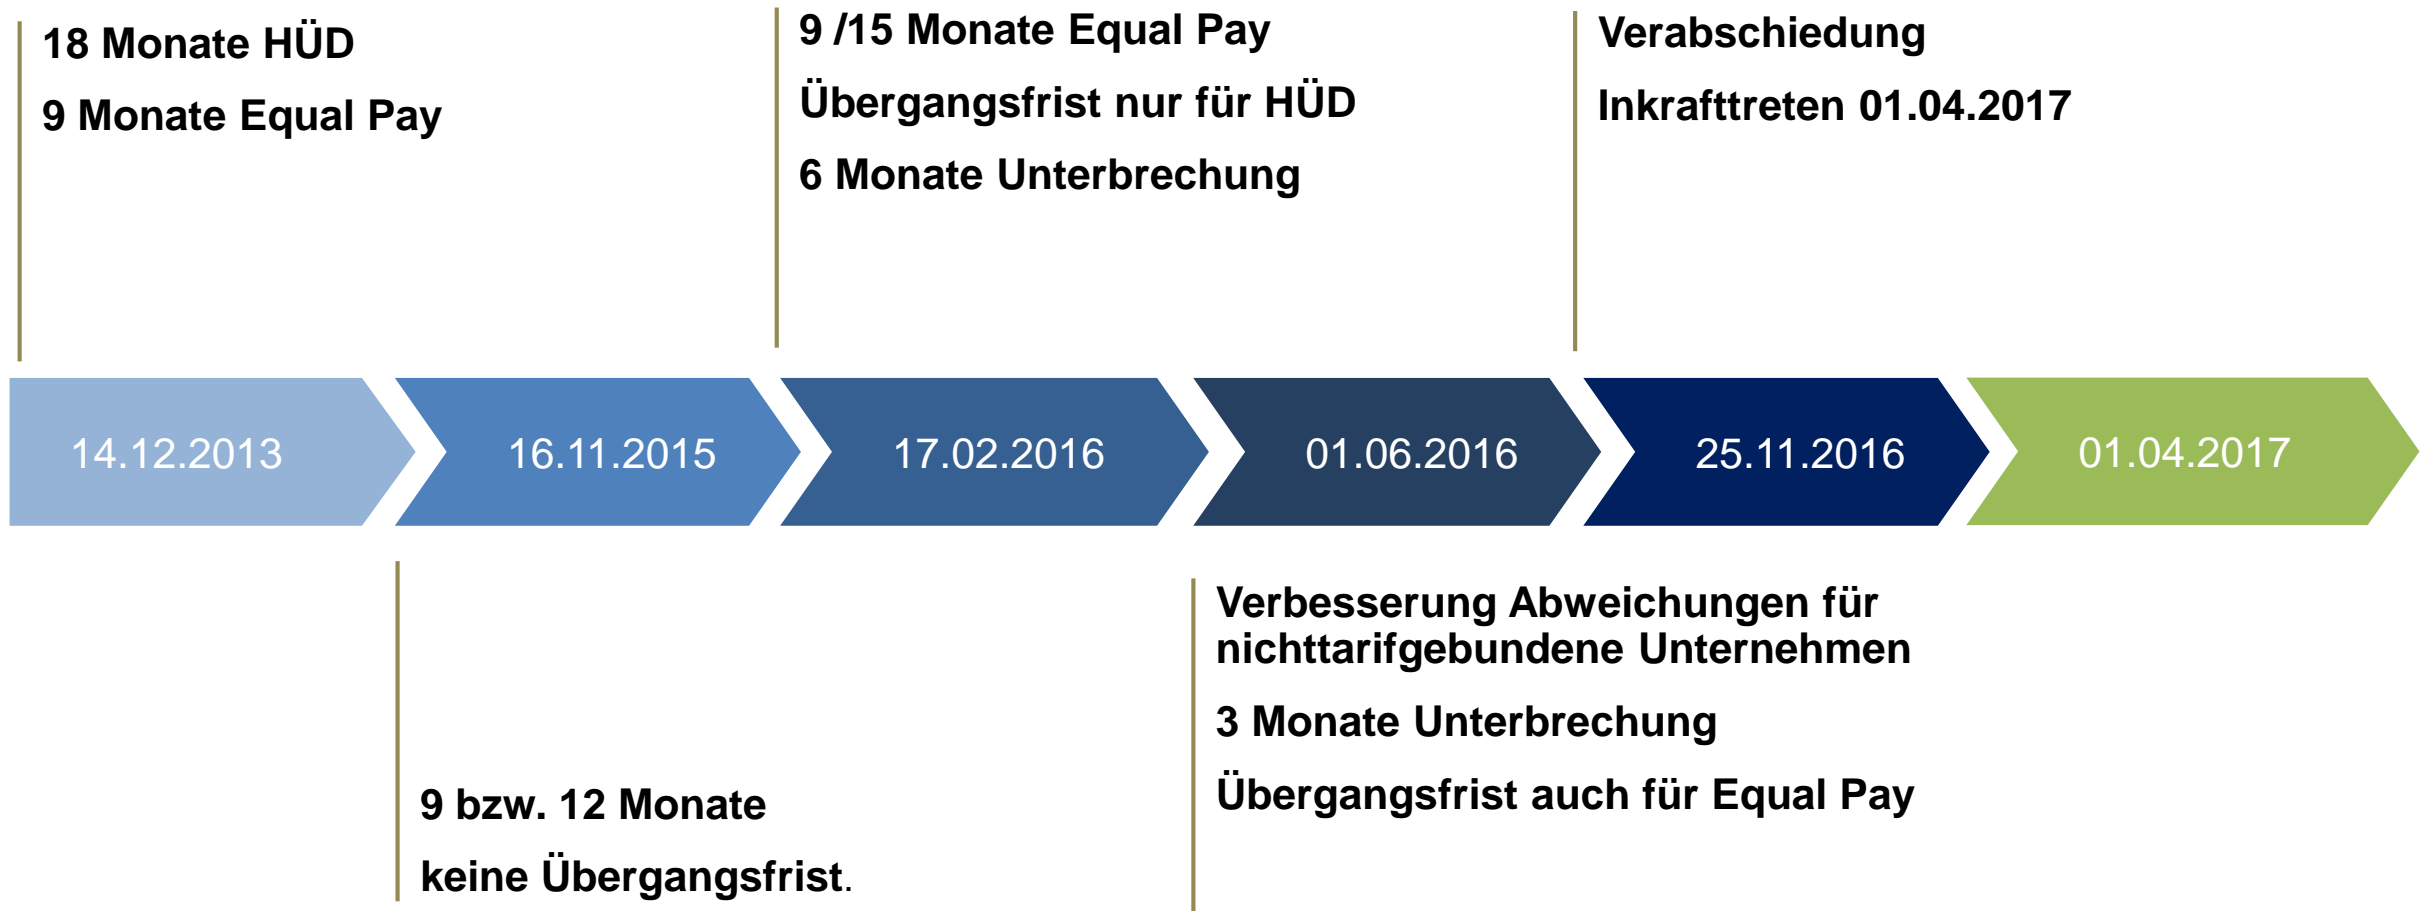 18 Monate HÜD
9 Monate Equal Pay
9 /15 Monate Equal Pay
Übergangsfrist nur für HÜD
6 Monate Unterbrechung
Verabschiedung
Inkrafttreten 01.04.2017
14.12.2013
16.11.2015
17.02.2016
01.06.2016
25.11.2016
01.04.2017
9 bzw. 12 Monate
keine Übergangsfrist.
Verbesserung Abweichungen für
nichttarifgebundene Unternehmen
3 Monate Unterbrechung
Übergangsfrist auch für Equal Pay